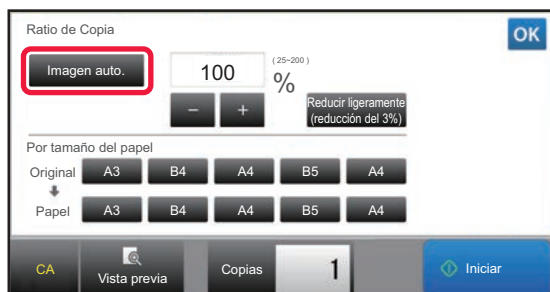 Ratio de Copia
OK
Imagen auto.
100
(25~200)
%
Reducir ligeramente
(reducción del 3%)
− +
Por tamaño del papel
Original A3 B4 A4 B5 A4
Papel A3 B4 A4 B5 A4
CA
Vista previa
Copias
1
Iniciar